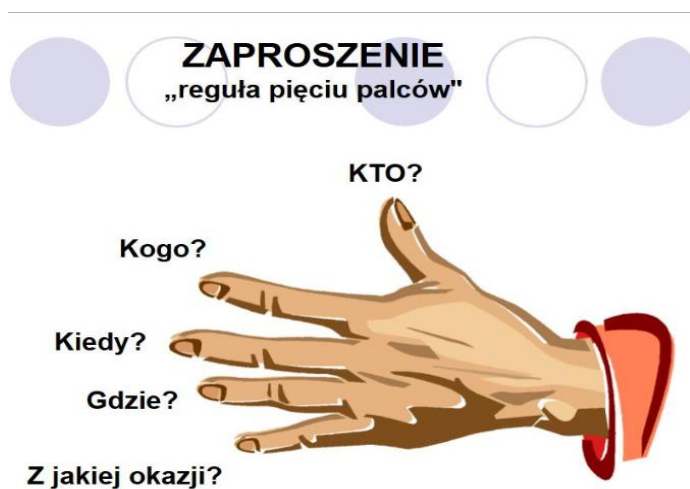 ZAPROSZENIE
„reguła pięciu palców"
KTO?
Kogo?
Kiedy?
Gdzie?
Z jakiej okazji?